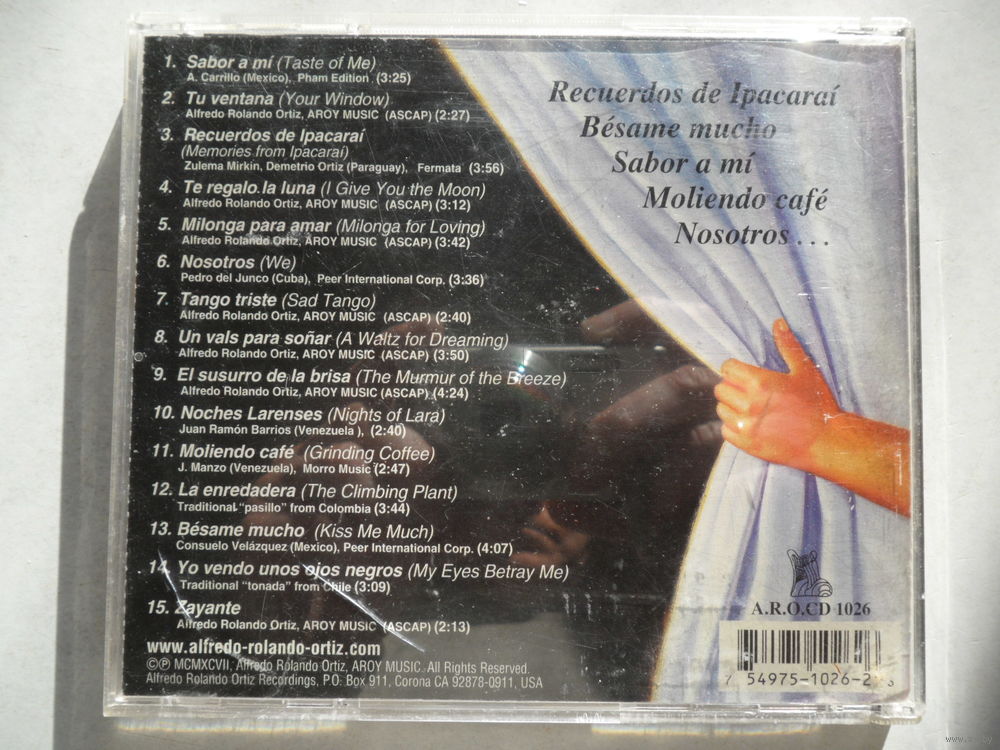 1. Sabor a mí (Taste of Me)
A. Carrillo (Mexico), Pham Edition (3:25)
2. Tu ventana (Your Window)
Alfredo Rolando Ortiz, AROY MUSIC (ASCAP) (2:27)
3. Recuerdos de Ipacaraí
(Memories from Ipacaraí)
Zulema Mirkin, Demetrio Ortiz (Paraguay), Fermata (3:56)
4. Te regalo la luna (I Give You the Moon)
Alfredo Rolando Ortiz, AROY MUSIC (ASCAP) (3:12)
5. Milonga para amar (Milonga for Loving)
Alfredo Rolando Ortiz, AROY MUSIC (ASCAP) (3:42)
6. Nosotros (We)
Pedro del Junco (Cuba), Peer International Corp. (3:36)
7. Tango triste (Sad Tango)
Alfredo Rolando Ortiz, AROY MUSIC (ASCAP) (2:40)
8. Un vals para soñar (A Waltz for Dreaming)
Alfredo Rolando Ortiz, AROY MUSIC (ASCAP) (3:50)
9. El susurro de la brisa (The Murmur of the Breeze)
Alfredo Rolando Ortiz, AROY MUSIC (ASCAP) (4:24)
10. Noches Larenses (Nights of Lara)
Juan Ramón Barrios (Venezuela ), (2:40)
11. Moliendo café (Grinding Coffee)
J. Manzo (Venezuela), Morro Music (2:47)
12. La enredadera (The Climbing Plant)
Traditional "pasillo" from Colombia (3:44)
13. Bésame mucho (Kiss Me Much)
Consuelo Velázquez (Mexico), Peer International Corp. (4:07)
14. Yo vendo unos ojos negros (My Eyes Betray Me)
Traditional "tonada" from Chile (3:09)
15. Zayante
Alfredo Rolando Ortiz, AROY MUSIC (ASCAP) (2:13)
www.alfredo-rolando-ortiz.com
©℗ MCMXCVII, Alfredo Rolando Ortiz, AROY MUSIC. All Rights Reserved.
Alfredo Rolando Ortiz Recordings, P.O. Box 911, Corona CA 92878-0911, USA
Recuerdos de Ipacaraí
Bésame mucho
Sabor a mí
Moliendo café
Nosotros . . .
A.R.O.CD 1026
7 54975-1026-2